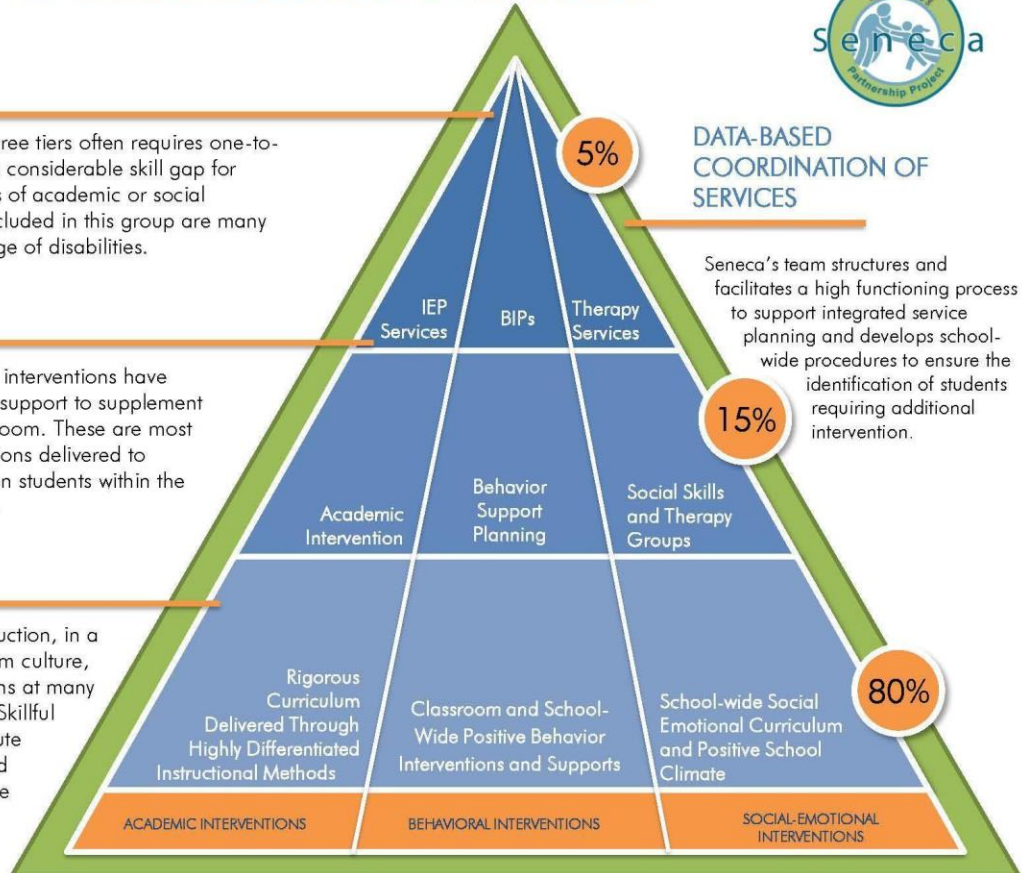 Seneca
Partnership Project
ree tiers often requires one-to-
considerable skill gap for
s of academic or social
cluded in this group are many
ge of disabilities.
5%
DATA-BASED
COORDINATION OF
SERVICES
Seneca's team structures and
facilitates a high functioning process
to support integrated service
planning and develops school-
wide procedures to ensure the
identification of students
requiring additional
intervention.
IEP
Services
BIPs
Therapy
Services
interventions have
support to supplement
oom. These are most
ons delivered to
n students within the
15%
Academic
Intervention
Behavior
Support
Planning
Social Skills
and Therapy
Groups
uction, in a
m culture,
ns at many
Skillful
ute
d
e
80%
Rigorous
Curriculum
Delivered Through
Highly Differentiated
Instructional Methods
Classroom and School-
Wide Positive Behavior
Interventions and Supports
School-wide Social
Emotional Curriculum
and Positive School
Climate
ACADEMIC INTERVENTIONS
BEHAVIORAL INTERVENTIONS
SOCIAL-EMOTIONAL
INTERVENTIONS